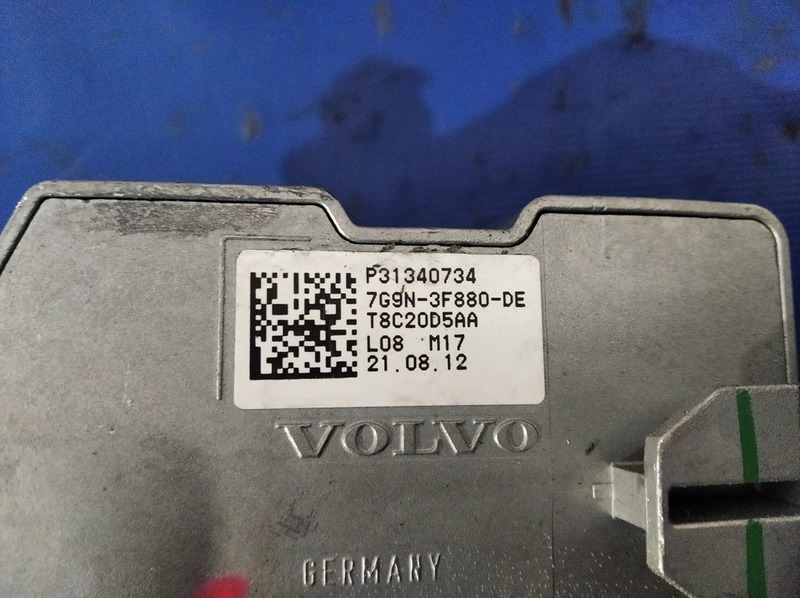 P31340734
7G9N-3F880-DE
T8C20D5AA
L08 M17
21.08.12
VOLVO
GERMANY